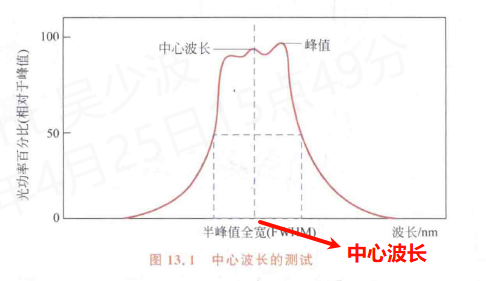 100
中心波长
峰值
光功率百分比(相对于峰值)
50
0
半峰值全宽(FWHM)
波长/nm
中心波长
图 13.1 中心波长的测试
吴少波
年4月25日15点49分